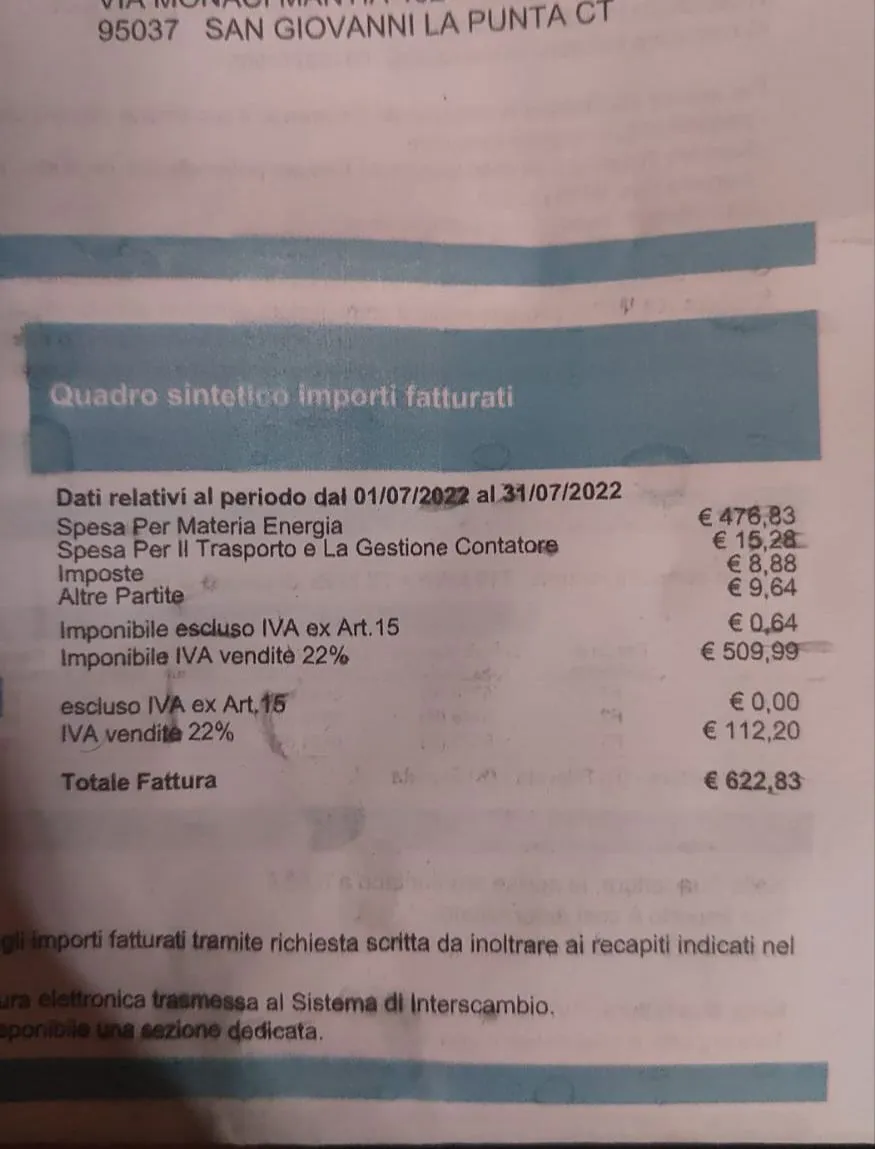 95037 SAN GIOVANNI LA PUNTA CT
Quadro sintetico importi fatturati
Dati relativi al periodo dal 01/07/2022 al 31/07/2022
Spesa Per Materia Energia € 476,83
Spesa Per Il Trasporto e La Gestione Contatore € 15,28
Imposte € 8,88
Altre Partite € 9,64
Imponibile escluso IVA ex Art.15 € 0,64
Imponibile IVA vendite 22% € 509,99
escluso IVA ex Art.15 € 0,00
IVA vendite 22% € 112,20
Totale Fattura € 622,83
gli importi fatturati tramite richiesta scritta da inoltrare ai recapiti indicati nel
ura elettronica trasmessa al Sistema di Interscambio.
sponibile una sezione dedicata.